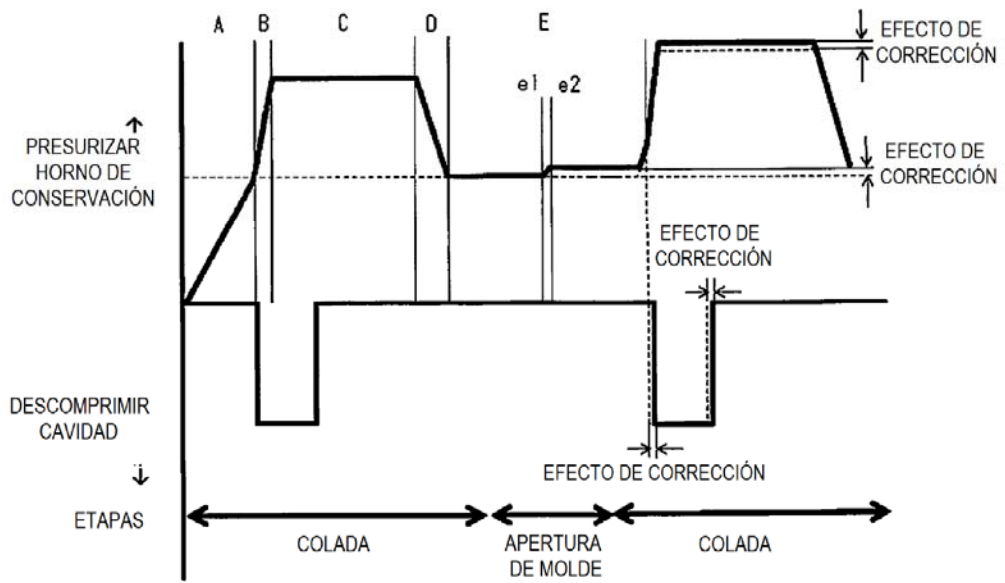 A B C D E
e1 e2
EFECTO DE
CORRECCIÓN
PRESURIZAR
HORNO DE
CONSERVACIÓN
EFECTO DE
CORRECCIÓN
EFECTO DE
CORRECCIÓN
DESCOMPRIMIR
CAVIDAD
EFECTO DE CORRECCIÓN
ETAPAS
COLADA
APERTURA
DE MOLDE
COLADA